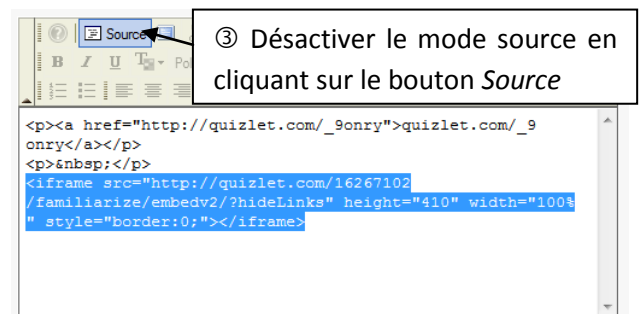 Source
③ Désactiver le mode source en
cliquant sur le bouton Source
B I U T Pol
<p><a href="http://quizlet.com/_9onry">quizlet.com/_9
onry</a></p>
<p>&nbsp;</p>
<iframe src="http://quizlet.com/16267102
/familiarize/embedv2/?hideLinks" height="410" width="100%
" style="border:0;"></iframe>